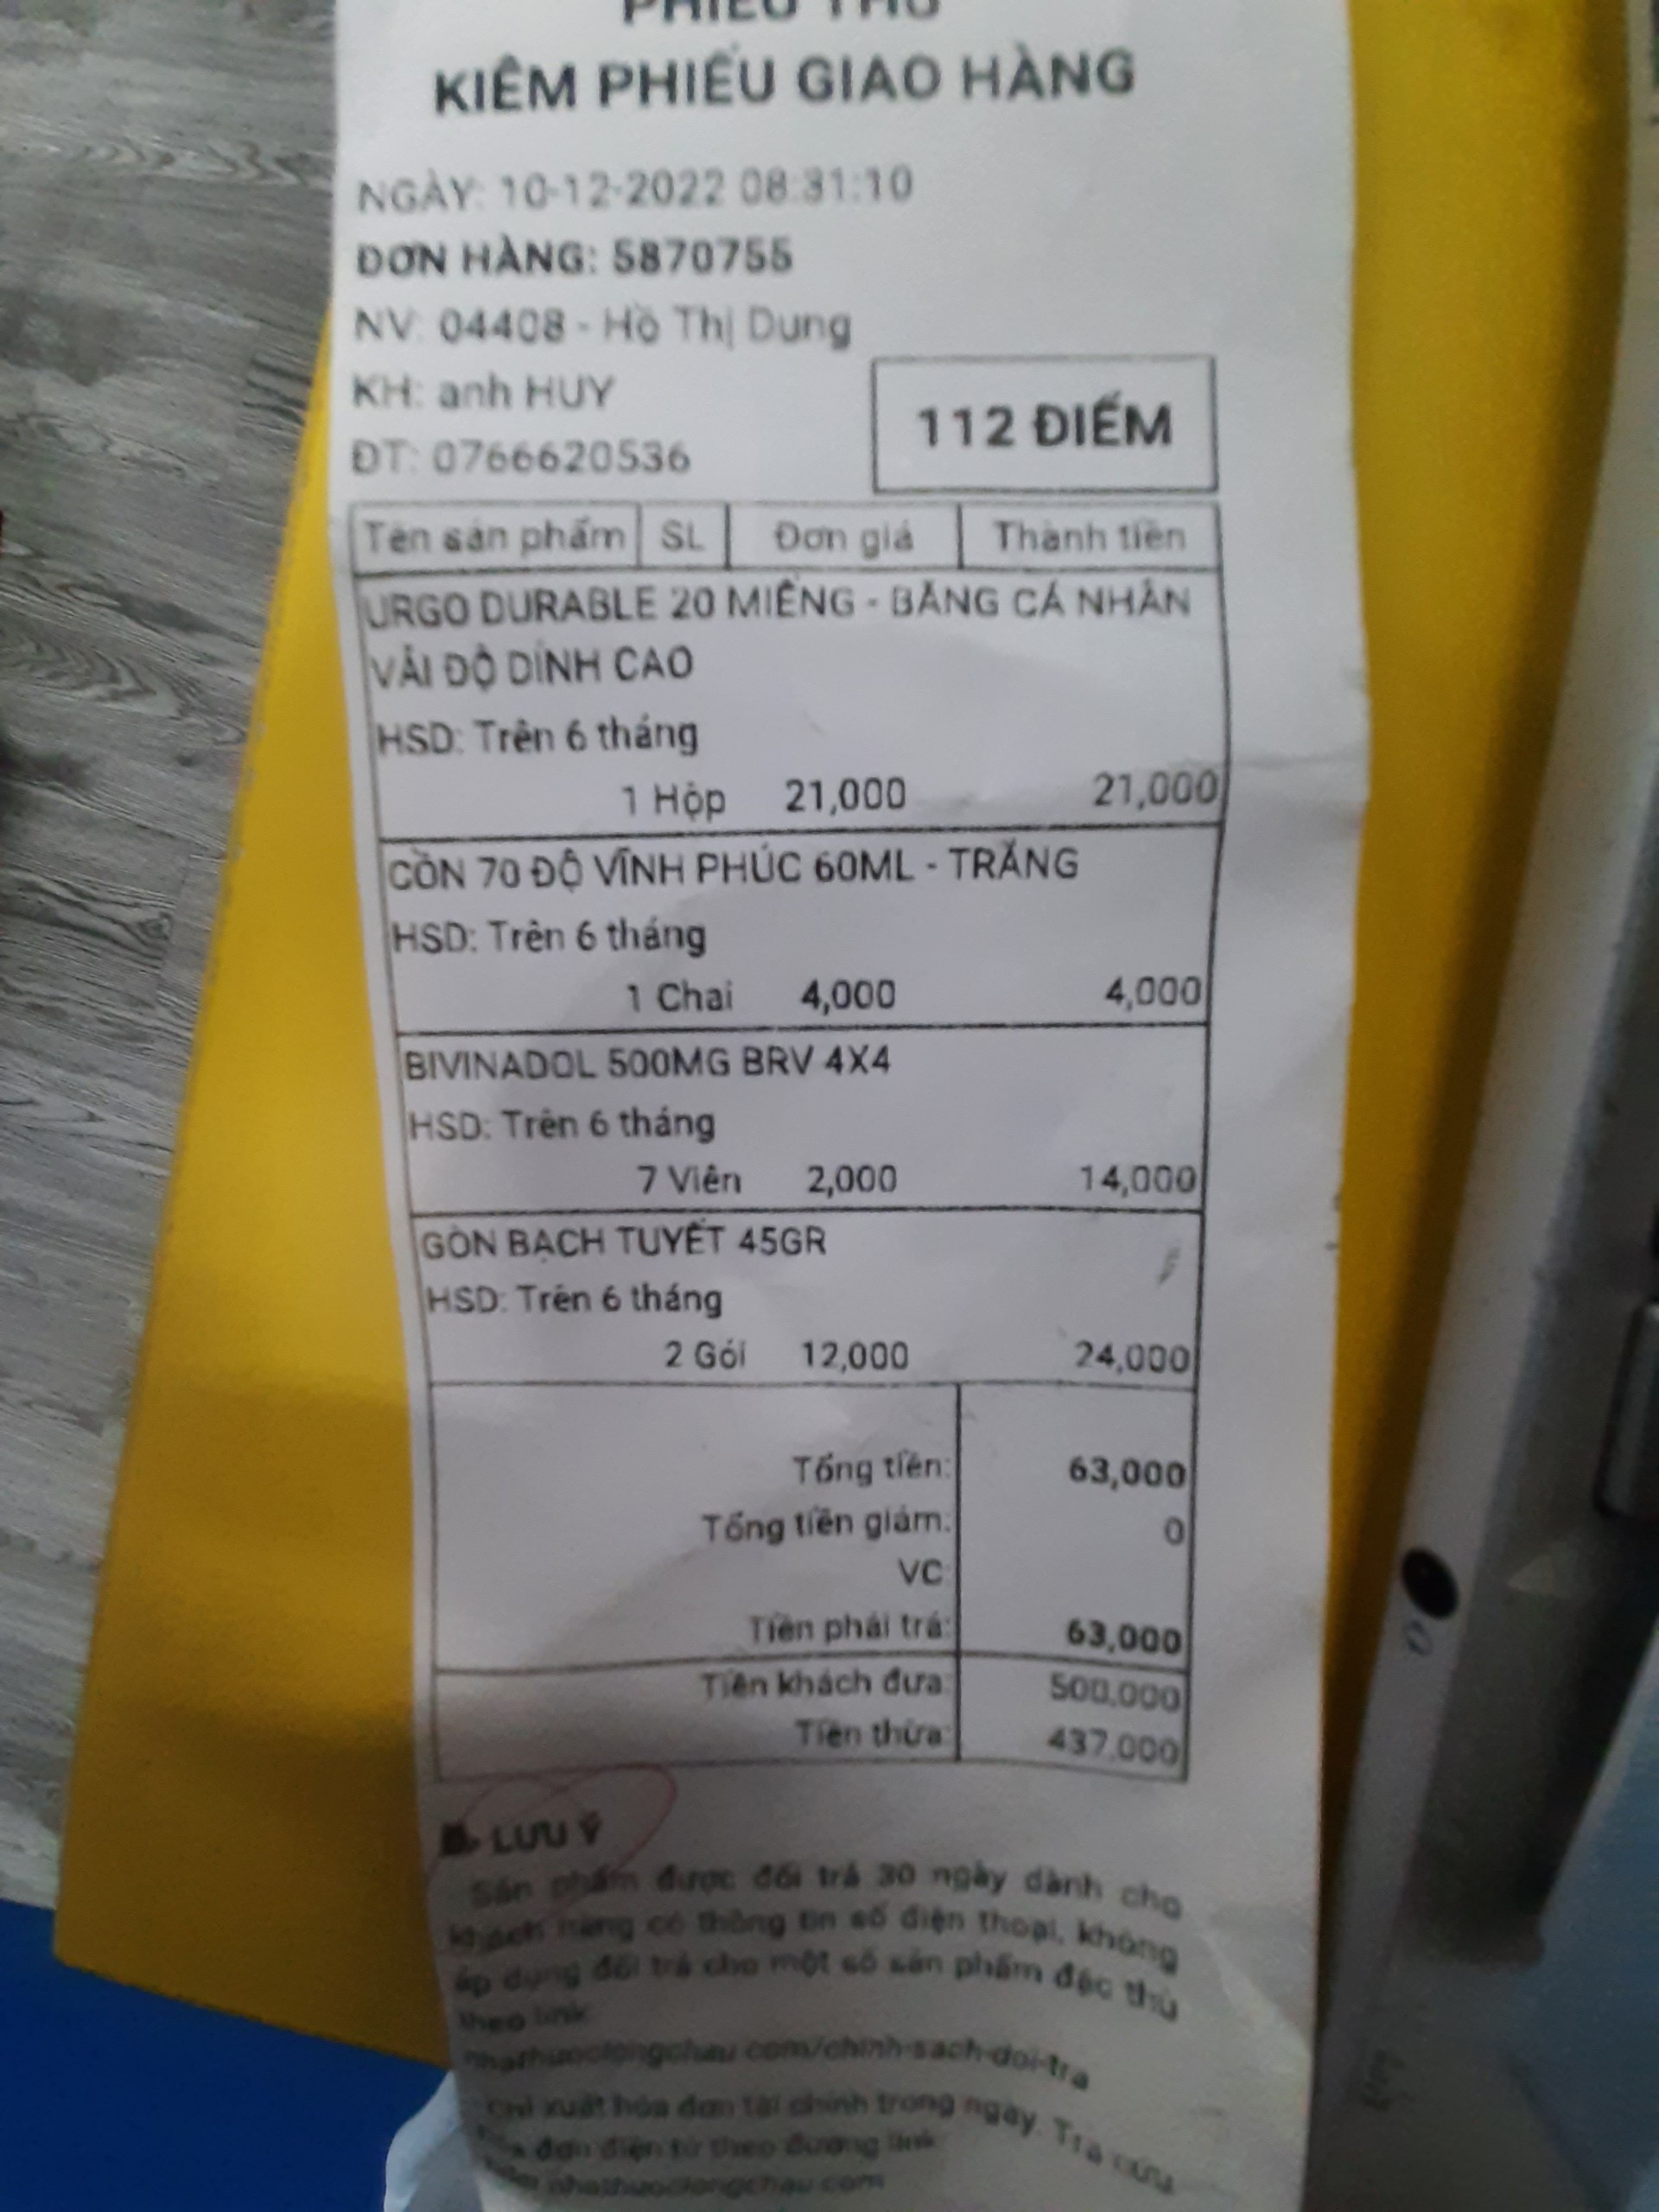 PHIẾU THU
KIÊM PHIẾU GIAO HÀNG
NGÀY: 10-12-2022 08:31:10
ĐƠN HÀNG: 5870755
NV: 04408 - Hồ Thị Dung
KH: anh HUY
112 ĐIỂM
ĐT: 0766620536
Tên sản phẩm SL Đơn giá Thành tiền
URGO DURABLE 20 MIẾNG - BĂNG CÁ NHÂN
VẢI ĐỘ DÍNH CAO
HSD: Trên 6 tháng
1 Hộp 21,000 21,000
CỒN 70 ĐỘ VĨNH PHÚC 60ML - TRẮNG
HSD: Trên 6 tháng
1 Chai 4,000 4,000
BIVINADOL 500MG BRV 4X4
HSD: Trên 6 tháng
7 Viên 2,000 14,000
GÒN BẠCH TUYẾT 45GR
HSD: Trên 6 tháng
2 Gói 12,000 24,000
Tổng tiền: 63,000
Tổng tiền giảm: 0
VC:
Tiền phải trả: 63,000
Tiền khách đưa: 500,000
Tiền thừa: 437,000
LƯU Ý
Sản phẩm được đổi trả 30 ngày dành cho
khách hàng có thông tin số điện thoại, không
áp dụng đổi trả cho một số sản phẩm đặc thù
theo link:
nhathuoclongchau.com/chinh-sach-doi-tra
Chỉ xuất hóa đơn tài chính trong ngày. Tra cứu
đơn điện tử theo đường link:
nhathuoclongchau.com